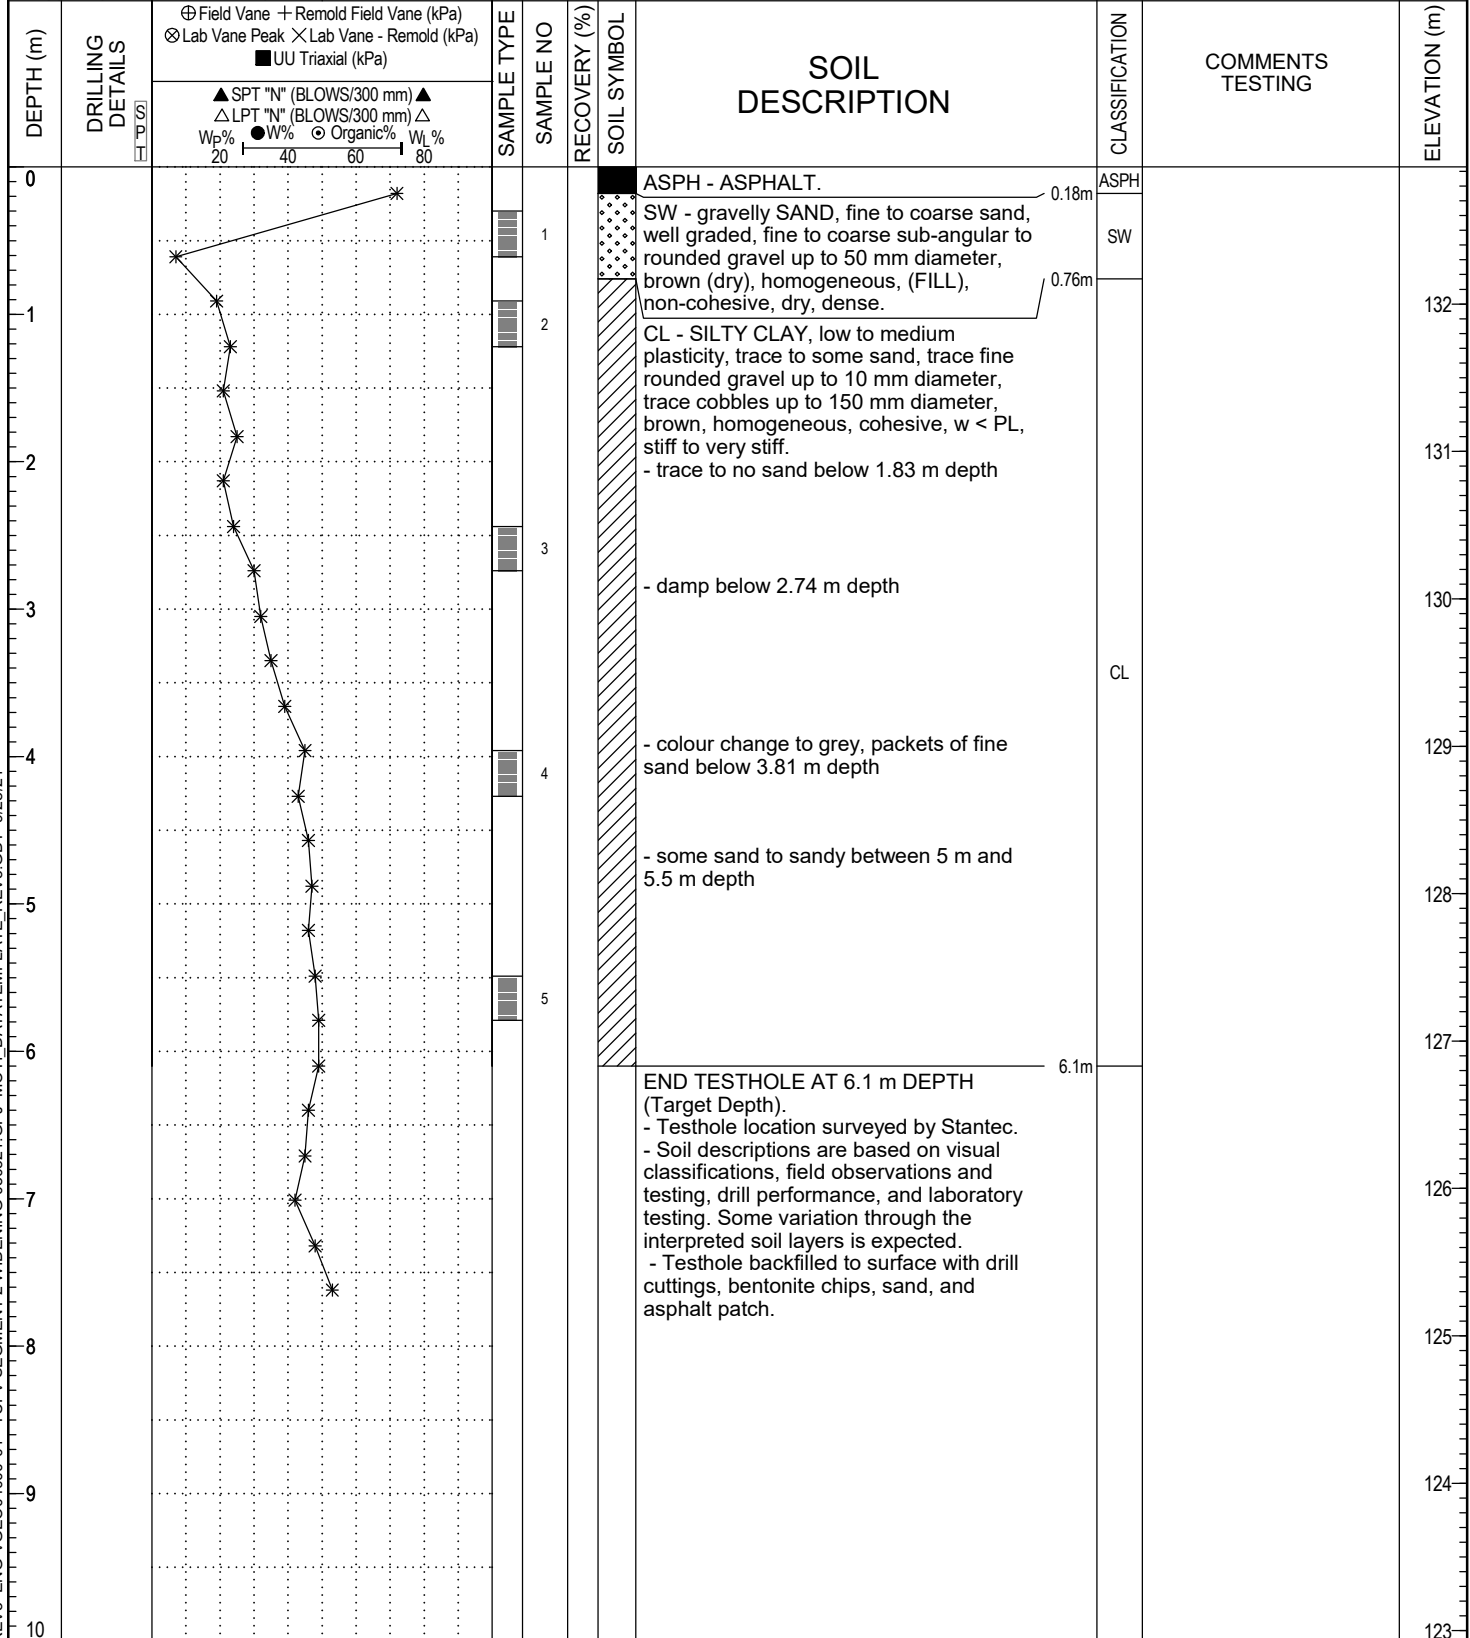 DEPTH (m)
DRILLING
DETAILS
SPT
⊕ Field Vane + Remold Field Vane (kPa)
⊗ Lab Vane Peak × Lab Vane - Remold (kPa)
■ UU Triaxial (kPa)
▲ SPT "N" (BLOWS/300 mm) ▲
△ LPT "N" (BLOWS/300 mm) △
WP% ● W% ⊙ Organic% WL%
20 40 60 80
SAMPLE TYPE
SAMPLE NO
RECOVERY (%)
SOIL SYMBOL
SOIL
DESCRIPTION
CLASSIFICATION
COMMENTS
TESTING
ELEVATION (m)
0
ASPH - ASPHALT.
0.18m
ASPH
SW - gravelly SAND, fine to coarse sand,
well graded, fine to coarse sub-angular to
rounded gravel up to 50 mm diameter,
brown (dry), homogeneous, (FILL),
non-cohesive, dry, dense.
1
SW
0.76m
132
1
2
CL - SILTY CLAY, low to medium
plasticity, trace to some sand, trace fine
rounded gravel up to 10 mm diameter,
trace cobbles up to 150 mm diameter,
brown, homogeneous, cohesive, w < PL,
stiff to very stiff.
- trace to no sand below 1.83 m depth
131
2
3
- damp below 2.74 m depth
130
3
CL
- colour change to grey, packets of fine
sand below 3.81 m depth
129
4
4
- some sand to sandy between 5 m and
5.5 m depth
128
5
5
127
6
6.1m
END TESTHOLE AT 6.1 m DEPTH
(Target Depth).
- Testhole location surveyed by Stantec.
- Soil descriptions are based on visual
classifications, field observations and
testing, drill performance, and laboratory
testing. Some variation through the
interpreted soil layers is expected.
- Testhole backfilled to surface with drill
cuttings, bentonite chips, sand, and
asphalt patch.
126
7
125
8
124
9
123
10